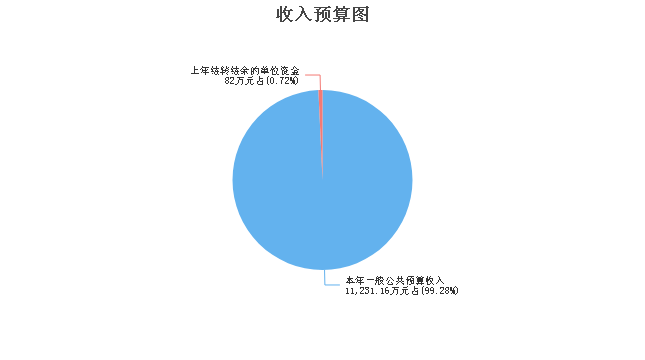 收入预算图
上年结转结余的单位资金
82万元占(0.72%)
本年一般公共预算收入
11,231.16万元占(99.28%)